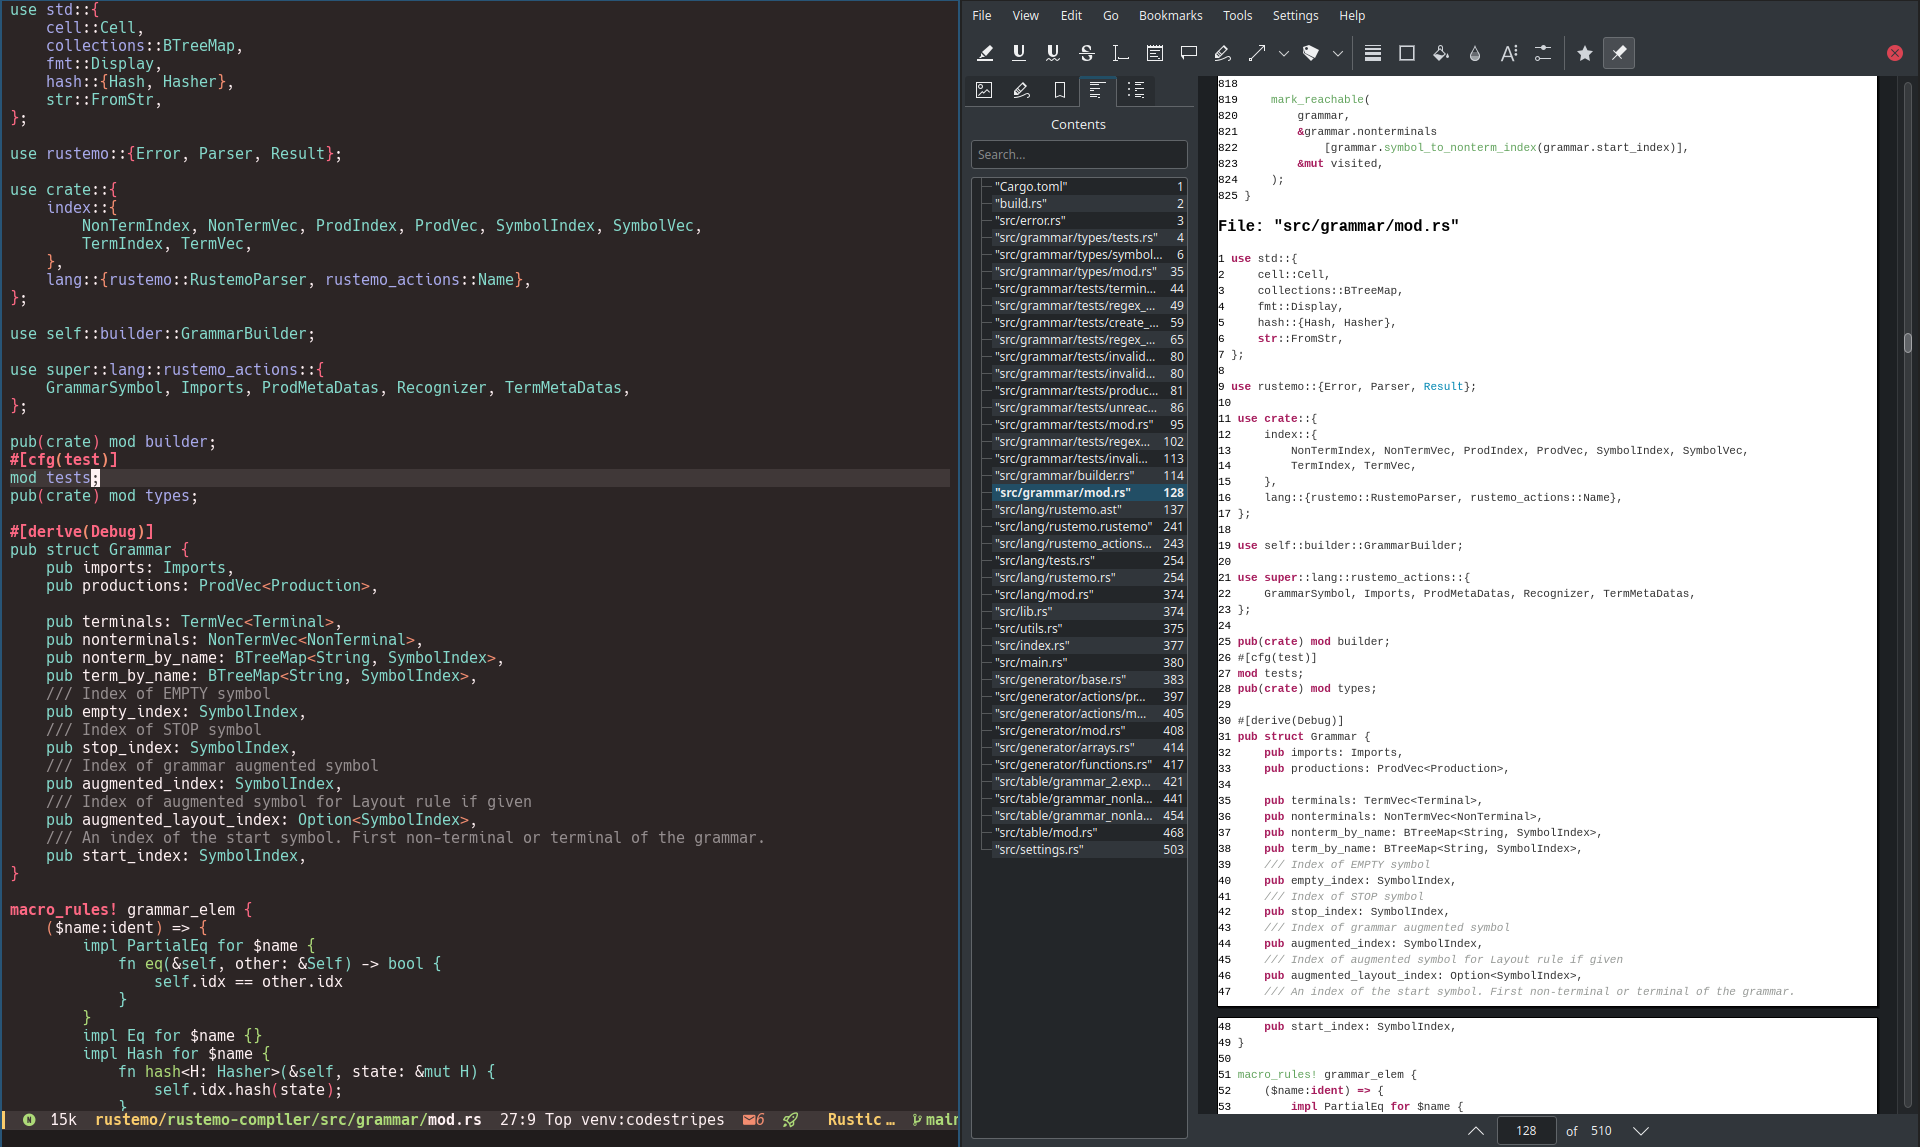 use std::{
    cell::Cell,
    collections::BTreeMap,
    fmt::Display,
    hash::{Hash, Hasher},
    str::FromStr,
};
use rustemo::{Error, Parser, Result};
use crate::{
    index::{
        NonTermIndex, NonTermVec, ProdIndex, ProdVec, SymbolIndex, SymbolVec,
        TermIndex, TermVec,
    },
    lang::{rustemo::RustemoParser, rustemo_actions::Name},
};
use self::builder::GrammarBuilder;
use super::lang::rustemo_actions::{
    GrammarSymbol, Imports, ProdMetaDatas, Recognizer, TermMetaDatas,
};
pub(crate) mod builder;
#[cfg(test)]
mod tests;
pub(crate) mod types;
#[derive(Debug)]
pub struct Grammar {
    pub imports: Imports,
    pub productions: ProdVec<Production>,
    pub terminals: TermVec<Terminal>,
    pub nonterminals: NonTermVec<NonTerminal>,
    pub nonterm_by_name: BTreeMap<String, SymbolIndex>,
    pub term_by_name: BTreeMap<String, SymbolIndex>,
    /// Index of EMPTY symbol
    pub empty_index: SymbolIndex,
    /// Index of STOP symbol
    pub stop_index: SymbolIndex,
    /// Index of grammar augmented symbol
    pub augmented_index: SymbolIndex,
    /// Index of augmented symbol for Layout rule if given
    pub augmented_layout_index: Option<SymbolIndex>,
    /// An index of the start symbol. First non-terminal or terminal of the grammar.
    pub start_index: SymbolIndex,
}
macro_rules! grammar_elem {
    ($name:ident) => {
        impl PartialEq for $name {
            fn eq(&self, other: &Self) -> bool {
                self.idx == other.idx
            }
        }
        impl Eq for $name {}
        impl Hash for $name {
            fn hash<H: Hasher>(&self, state: &mut H) {
                self.idx.hash(state);
            }
N 15k rustemo/rustemo-compiler/src/grammar/mod.rs 27:9 Top venv:codestripes 6 Rustic… main
File View Edit Go Bookmarks Tools Settings Help
Contents
Search...
"Cargo.toml" 1
"build.rs" 2
"src/error.rs" 3
"src/grammar/types/tests.rs" 4
"src/grammar/types/symbol... 6
"src/grammar/types/mod.rs" 35
"src/grammar/tests/termin... 44
"src/grammar/tests/regex_... 49
"src/grammar/tests/create_... 59
"src/grammar/tests/regex_... 65
"src/grammar/tests/invalid... 80
"src/grammar/tests/invalid... 80
"src/grammar/tests/produc... 81
"src/grammar/tests/unreac... 86
"src/grammar/tests/mod.rs" 95
"src/grammar/tests/regex... 102
"src/grammar/tests/invali... 113
"src/grammar/builder.rs" 114
"src/grammar/mod.rs" 128
"src/lang/rustemo.ast" 137
"src/lang/rustemo.rustemo" 241
"src/lang/rustemo_actions... 243
"src/lang/tests.rs" 254
"src/lang/rustemo.rs" 254
"src/lang/mod.rs" 374
"src/lib.rs" 374
"src/utils.rs" 375
"src/index.rs" 377
"src/main.rs" 380
"src/generator/base.rs" 383
"src/generator/actions/pr... 397
"src/generator/actions/m... 405
"src/generator/mod.rs" 408
"src/generator/arrays.rs" 414
"src/generator/functions.rs" 417
"src/table/grammar_2.exp... 421
"src/table/grammar_nonla... 441
"src/table/grammar_nonla... 454
"src/table/mod.rs" 468
"src/settings.rs" 503
818
819     mark_reachable(
820         grammar,
821         &grammar.nonterminals
822             [grammar.symbol_to_nonterm_index(grammar.start_index)],
823         &mut visited,
824     );
825 }
File: "src/grammar/mod.rs"
1 use std::{
2     cell::Cell,
3     collections::BTreeMap,
4     fmt::Display,
5     hash::{Hash, Hasher},
6     str::FromStr,
7 };
8
9 use rustemo::{Error, Parser, Result};
10
11 use crate::{
12     index::{
13         NonTermIndex, NonTermVec, ProdIndex, ProdVec, SymbolIndex, SymbolVec,
14         TermIndex, TermVec,
15     },
16     lang::{rustemo::RustemoParser, rustemo_actions::Name},
17 };
18
19 use self::builder::GrammarBuilder;
20
21 use super::lang::rustemo_actions::{
22     GrammarSymbol, Imports, ProdMetaDatas, Recognizer, TermMetaDatas,
23 };
24
25 pub(crate) mod builder;
26 #[cfg(test)]
27 mod tests;
28 pub(crate) mod types;
29
30 #[derive(Debug)]
31 pub struct Grammar {
32     pub imports: Imports,
33     pub productions: ProdVec<Production>,
34
35     pub terminals: TermVec<Terminal>,
36     pub nonterminals: NonTermVec<NonTerminal>,
37     pub nonterm_by_name: BTreeMap<String, SymbolIndex>,
38     pub term_by_name: BTreeMap<String, SymbolIndex>,
39     /// Index of EMPTY symbol
40     pub empty_index: SymbolIndex,
41     /// Index of STOP symbol
42     pub stop_index: SymbolIndex,
43     /// Index of grammar augmented symbol
44     pub augmented_index: SymbolIndex,
45     /// Index of augmented symbol for Layout rule if given
46     pub augmented_layout_index: Option<SymbolIndex>,
47     /// An index of the start symbol. First non-terminal or terminal of the grammar.
48     pub start_index: SymbolIndex,
49 }
50
51 macro_rules! grammar_elem {
52     ($name:ident) => {
53         impl PartialEq for $name {
128 of 510